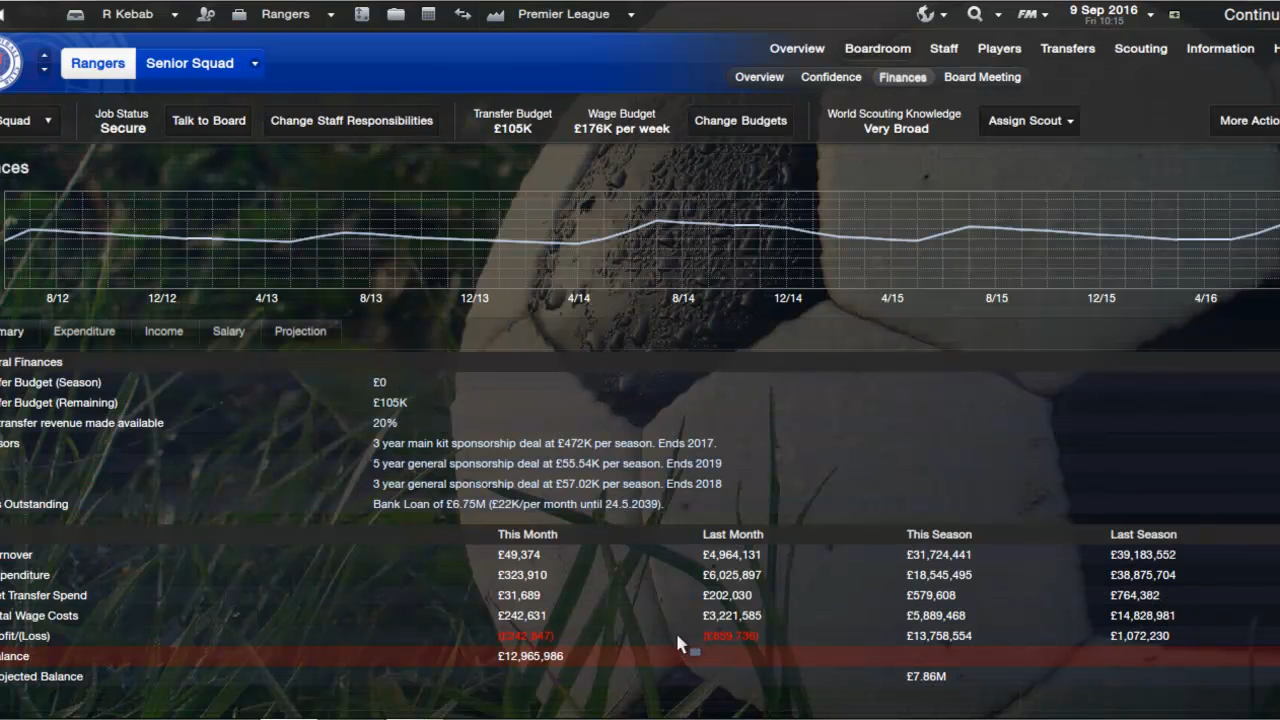 R Kebab Rangers Premier League FM 9 Sep 2016 Continu
Fri 10:15
Rangers Senior Squad
Overview Boardroom Staff Players Transfers Scouting Information H
Overview Confidence Finances Board Meeting
Squad Job Status Talk to Board Change Staff Responsibilities Transfer Budget Wage Budget Change Budgets World Scouting Knowledge Assign Scout More Actio
Secure £105K £176K per week Very Broad
ces
8/12 12/12 4/13 8/13 12/13 4/14 8/14 12/14 4/15 8/15 12/15 4/16
mary Expenditure Income Salary Projection
ral Finances
fer Budget (Season) £0
fer Budget (Remaining) £105K
transfer revenue made available 20%
sors 3 year main kit sponsorship deal at £472K per season. Ends 2017.
5 year general sponsorship deal at £55.54K per season. Ends 2019
3 year general sponsorship deal at £57.02K per season. Ends 2018
s Outstanding Bank Loan of £6.75M (£22K/per month until 24.5.2039).
This Month Last Month This Season Last Season
rnover £49,374 £4,964,131 £31,724,441 £39,183,552
penditure £323,910 £6,025,897 £18,545,495 £38,875,704
et Transfer Spend £31,689 £202,030 £579,608 £764,382
tal Wage Costs £242,631 £3,221,585 £5,889,468 £14,828,981
ofit/(Loss) (£242,847) (£859,736) £13,758,554 £1,072,230
alance £12,965,986
ojected Balance £7.86M